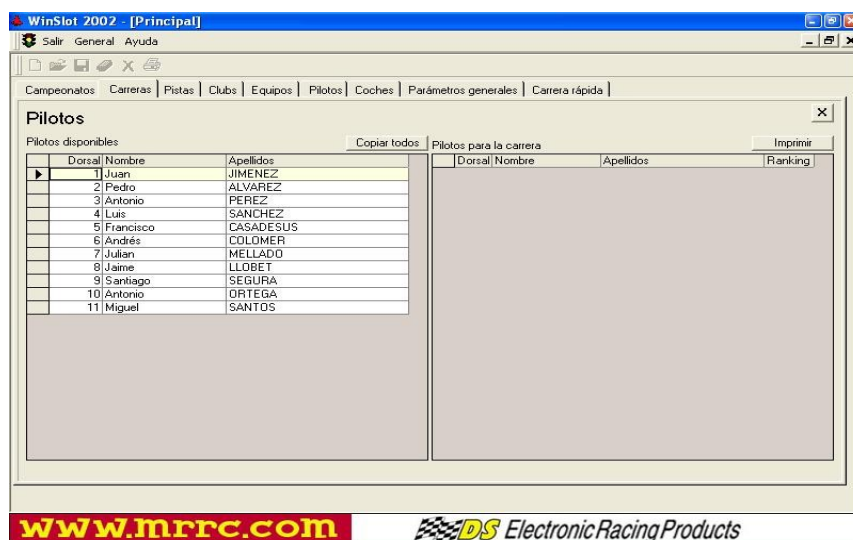 WinSlot 2002 - [Principal]
Salir General Ayuda
Campeonatos Carreras Pistas Clubs Equipos Pilotos Coches Parámetros generales Carrera rápida
Pilotos
Pilotos disponibles Copiar todos
Dorsal Nombre Apellidos
1 Juan JIMENEZ
2 Pedro ALVAREZ
3 Antonio PEREZ
4 Luis SANCHEZ
5 Francisco CASADESUS
6 Andrés COLOMER
7 Julian MELLADO
8 Jaime LLOBET
9 Santiago SEGURA
10 Antonio ORTEGA
11 Miguel SANTOS
Pilotos para la carrera Imprimir
Dorsal Nombre Apellidos Ranking
www.mrrc.com
DS Electronic Racing Products